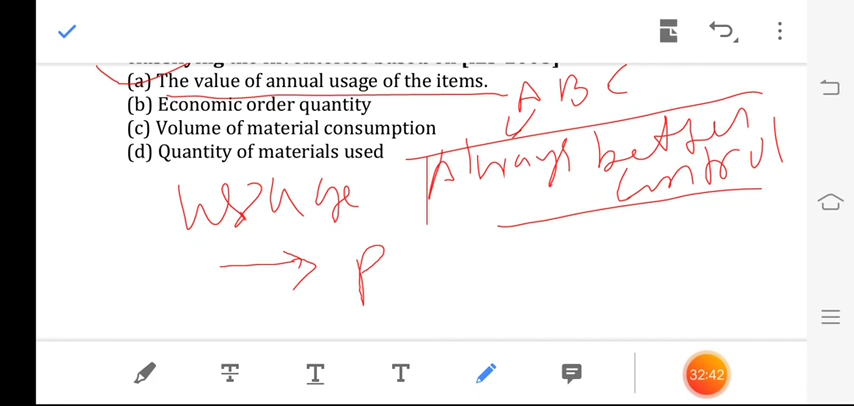 (a) The value of annual usage of the items.
(b) Economic order quantity
(c) Volume of material consumption
(d) Quantity of materials used
A B C
Always better
control
usage
→ P
T
T
T
32:42